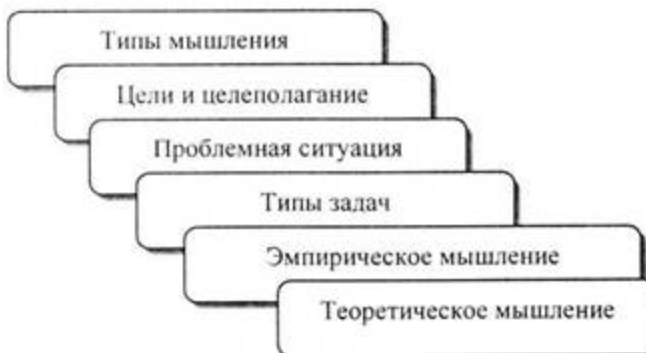 Типы мышления
Цели и целеполагание
Проблемная ситуация
Типы задач
Эмпирическое мышление
Теоретическое мышление